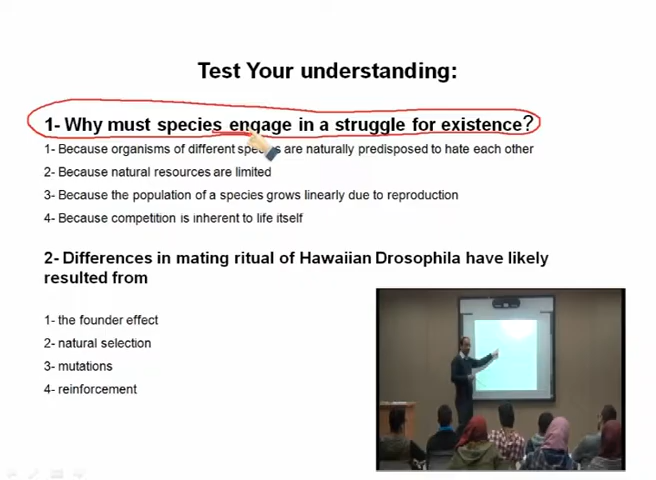 Test Your understanding:
1- Why must species engage in a struggle for existence?
1- Because organisms of different species are naturally predisposed to hate each other
2- Because natural resources are limited
3- Because the population of a species grows linearly due to reproduction
4- Because competition is inherent to life itself
2- Differences in mating ritual of Hawaiian Drosophila have likely
resulted from
1- the founder effect
2- natural selection
3- mutations
4- reinforcement